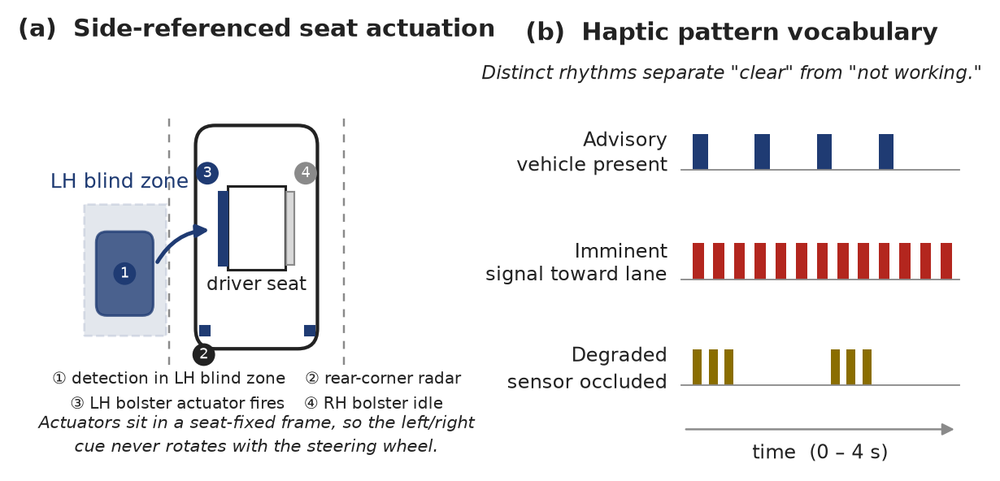 (a)  Side-referenced seat actuation
LH blind zone
3
4
1
driver seat
2
① detection in LH blind zone    ② rear-corner radar
③ LH bolster actuator fires    ④ RH bolster idle
Actuators sit in a seat-fixed frame, so the left/right
cue never rotates with the steering wheel.
(b)  Haptic pattern vocabulary
Distinct rhythms separate "clear" from "not working."
Advisory
vehicle present
Imminent
signal toward lane
Degraded
sensor occluded
time  (0 – 4 s)